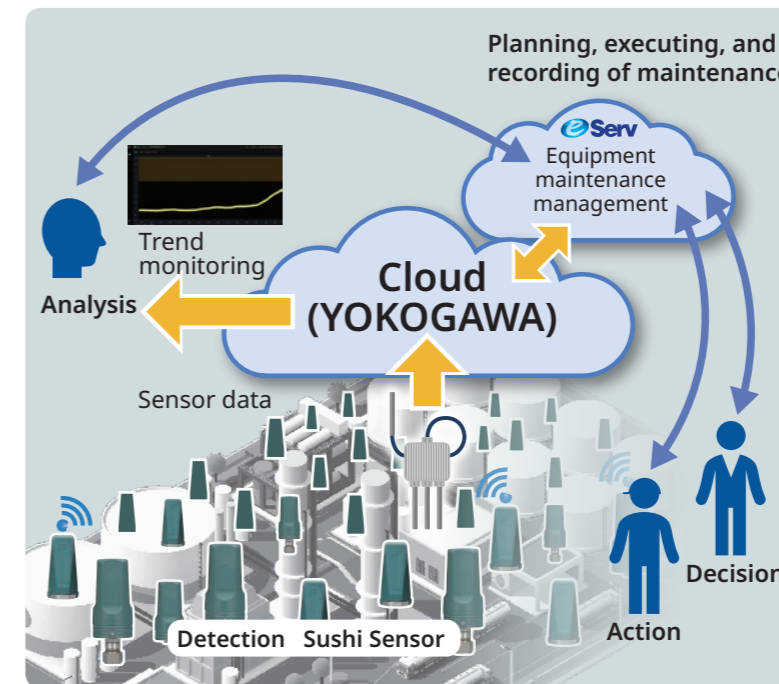 Planning, executing, and
recording of maintenance
eServ
Equipment
maintenance
management
Trend
monitoring
Analysis
Cloud
(YOKOGAWA)
Sensor data
Detection Sushi Sensor
Decision
Action